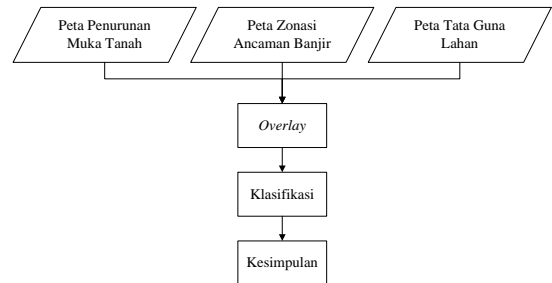 Peta Penurunan
Muka Tanah
Peta Zonasi
Ancaman Banjir
Peta Tata Guna
Lahan
Overlay
Klasifikasi
Kesimpulan